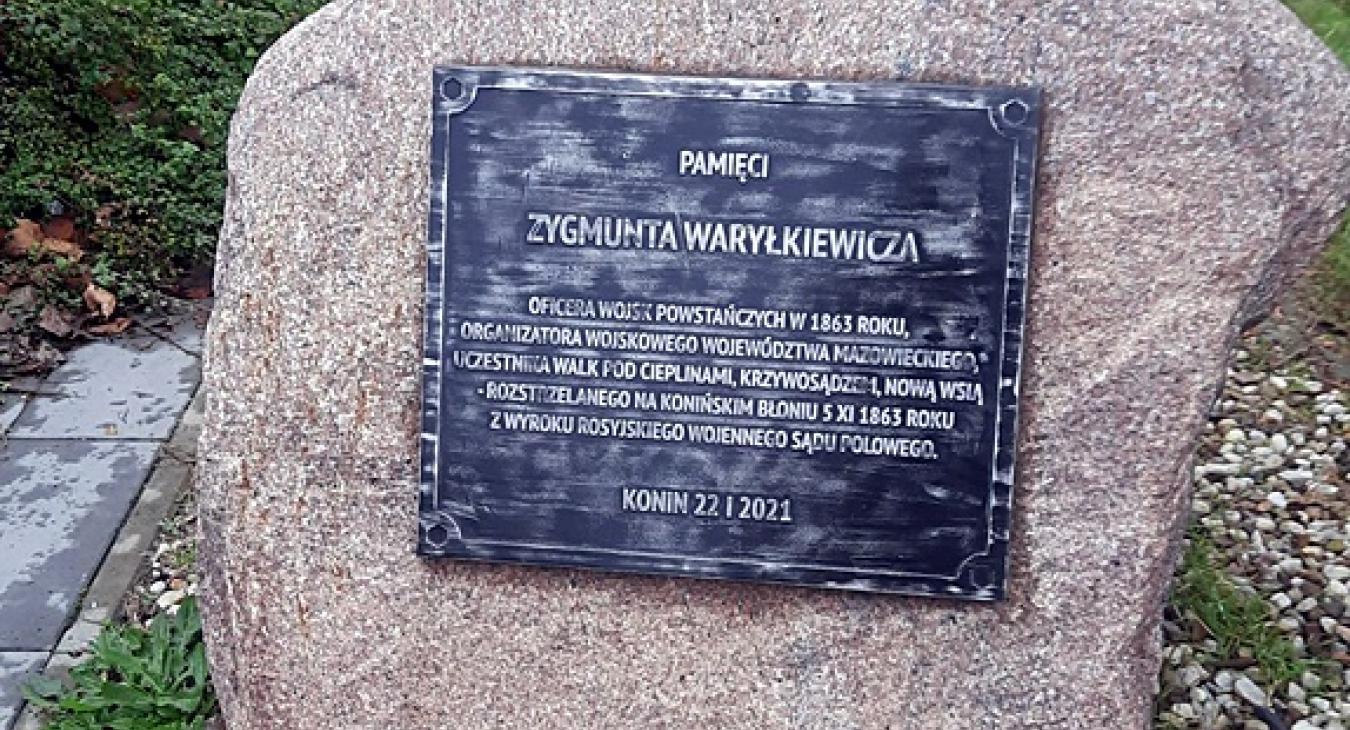 PAMIĘCI
ZYGMUNTA WARYŁKIEWICZA
OFICERA WOJSK POWSTAŃCZYCH W 1863 ROKU,
ORGANIZATORA WOJSKOWEGO WOJEWÓDZTWA MAZOWIECKIEGO,
UCZESTNIKA WALK POD CIEPLINAMI, KRZYWOSĄDZEM, NOWĄ WSIĄ
- ROZSTRZELANEGO NA KONIŃSKIM BŁONIU 5 XI 1863 ROKU
Z WYROKU ROSYJSKIEGO WOJENNEGO SĄDU POLOWEGO.
KONIN 22 I 2021